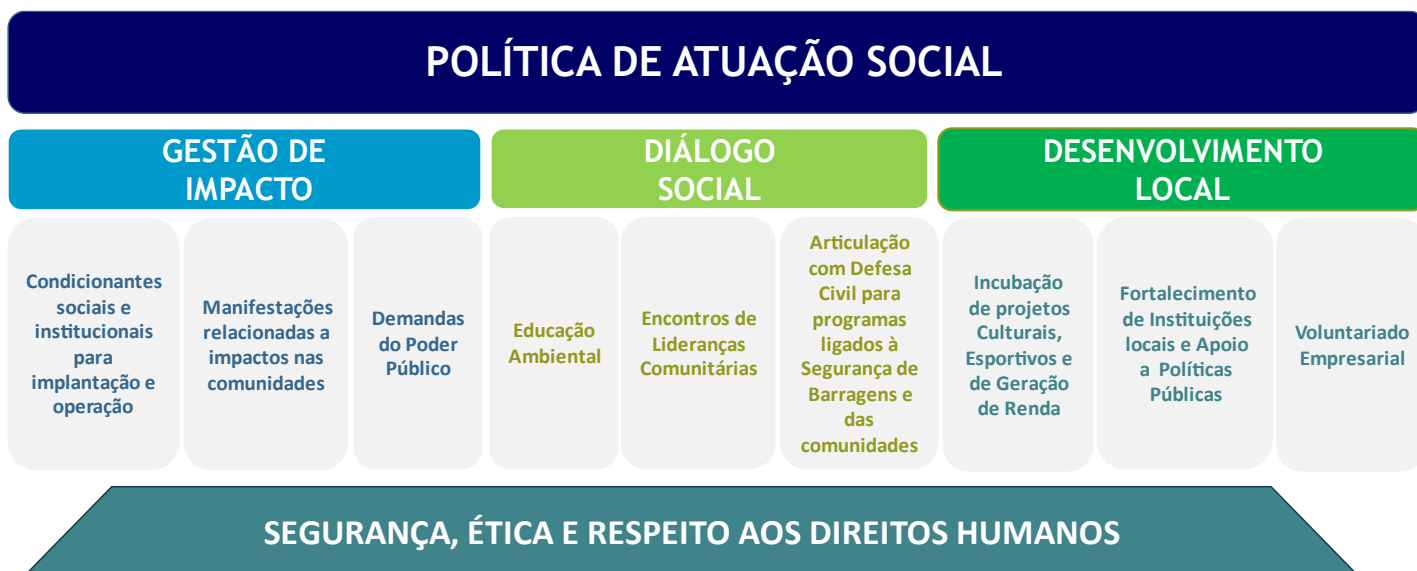 POLÍTICA DE ATUAÇÃO SOCIAL
GESTÃO DE
IMPACTO
Condicionantes
sociais e
institucionais
para
implantação e
operação
Manifestações
relacionadas a
impactos nas
comunidades
Demandas
do Poder
Público
DIÁLOGO
SOCIAL
Educação
Ambiental
Encontros de
Lideranças
Comunitárias
Articulação
com Defesa
Civil para
programas
ligados à
Segurança de
Barragens e
das
comunidades
DESENVOLVIMENTO
LOCAL
Incubação
de projetos
Culturais,
Esportivos e
de Geração
de Renda
Fortalecimento
de Instituições
locais e Apoio
a Políticas
Públicas
Voluntariado
Empresarial
SEGURANÇA, ÉTICA E RESPEITO AOS DIREITOS HUMANOS